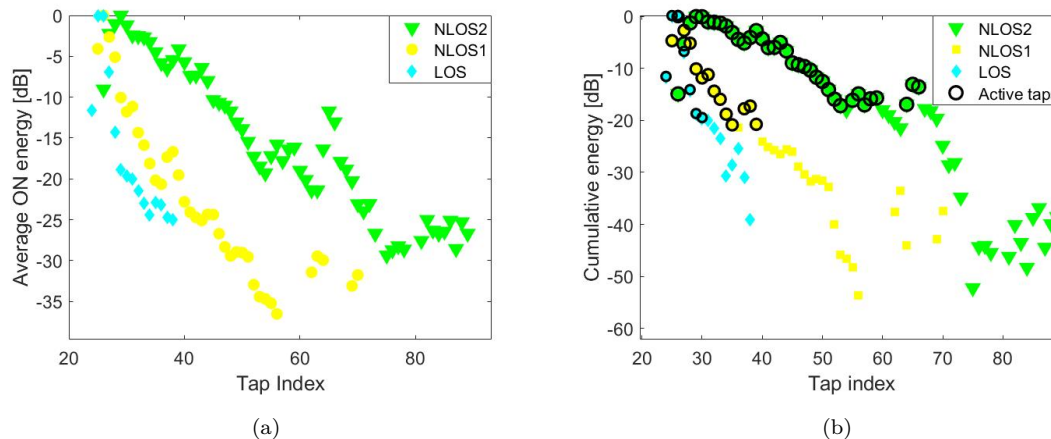 0
-5
-10
-15
-20
-25
-30
-35
20
40
60
80
Average ON energy [dB]
Tap Index
NLOS2
NLOS1
LOS
(a)
0
-10
-20
-30
-40
-50
-60
20
30
40
50
60
70
80
Cumulative energy [dB]
Tap index
NLOS2
NLOS1
LOS
Active tap
(b)